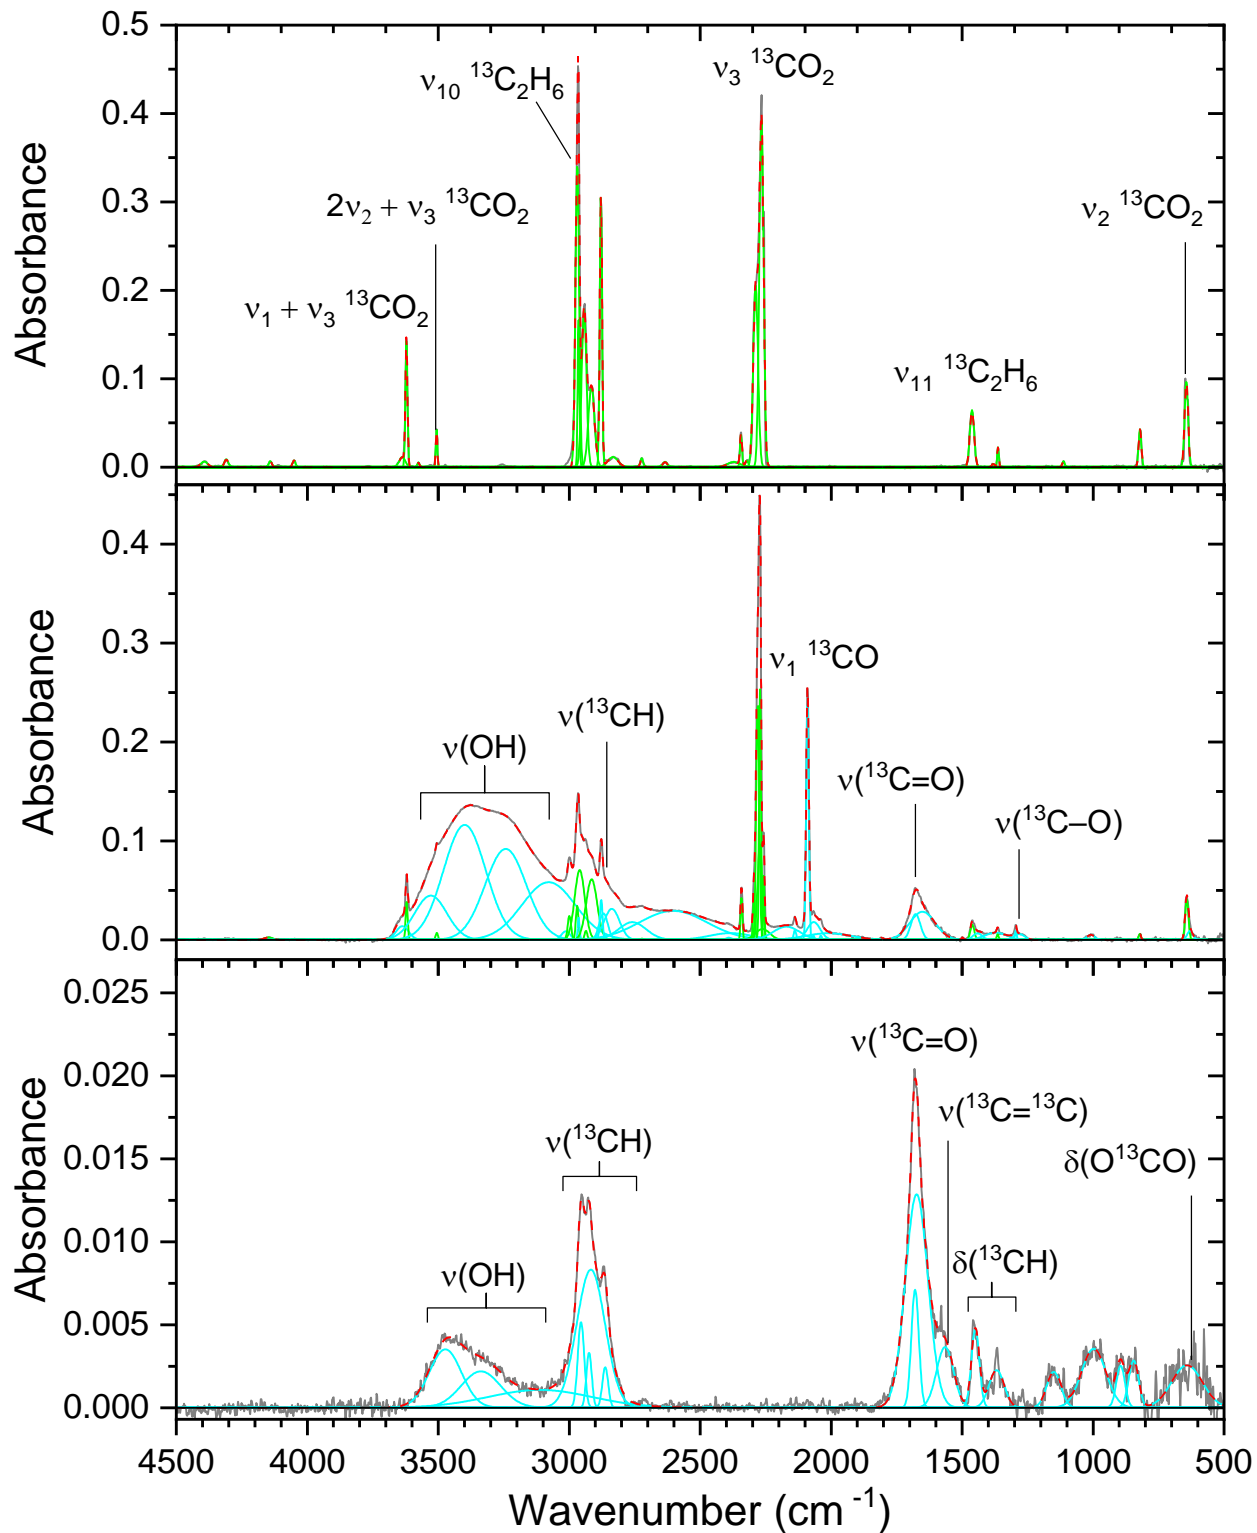 0.5
ν10 13C2H6
ν3 13CO2
0.4
0.3
2ν2 + ν3 13CO2
ν2 13CO2
0.2
ν1 + ν3 13CO2
ν11 13C2H6
0.1
0.0
Absorbance
0.4
0.3
ν1 13CO
ν(13CH)
0.2
ν(OH)
ν(13C=O)
ν(13C–O)
0.1
0.0
Absorbance
0.025
ν(13C=O)
0.020
ν(13C=13C)
ν(13CH)
δ(O13CO)
0.015
0.010
ν(OH)
δ(13CH)
0.005
0.000
Absorbance
4500 4000 3500 3000 2500 2000 1500 1000 500
Wavenumber (cm -1)